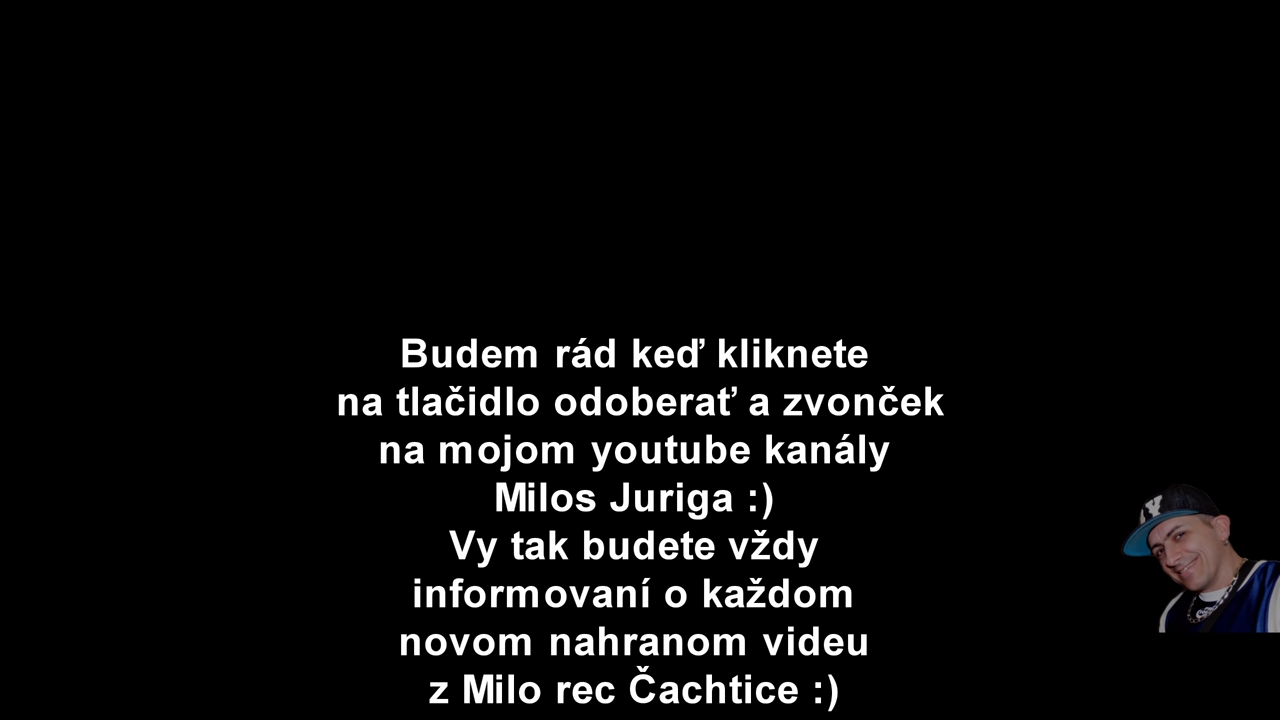 Budem rád keď kliknete
na tlačidlo odoberať a zvonček
na mojom youtube kanály
Milos Juriga :)
Vy tak budete vždy
informovaní o každom
novom nahranom videu
z Milo rec Čachtice :)